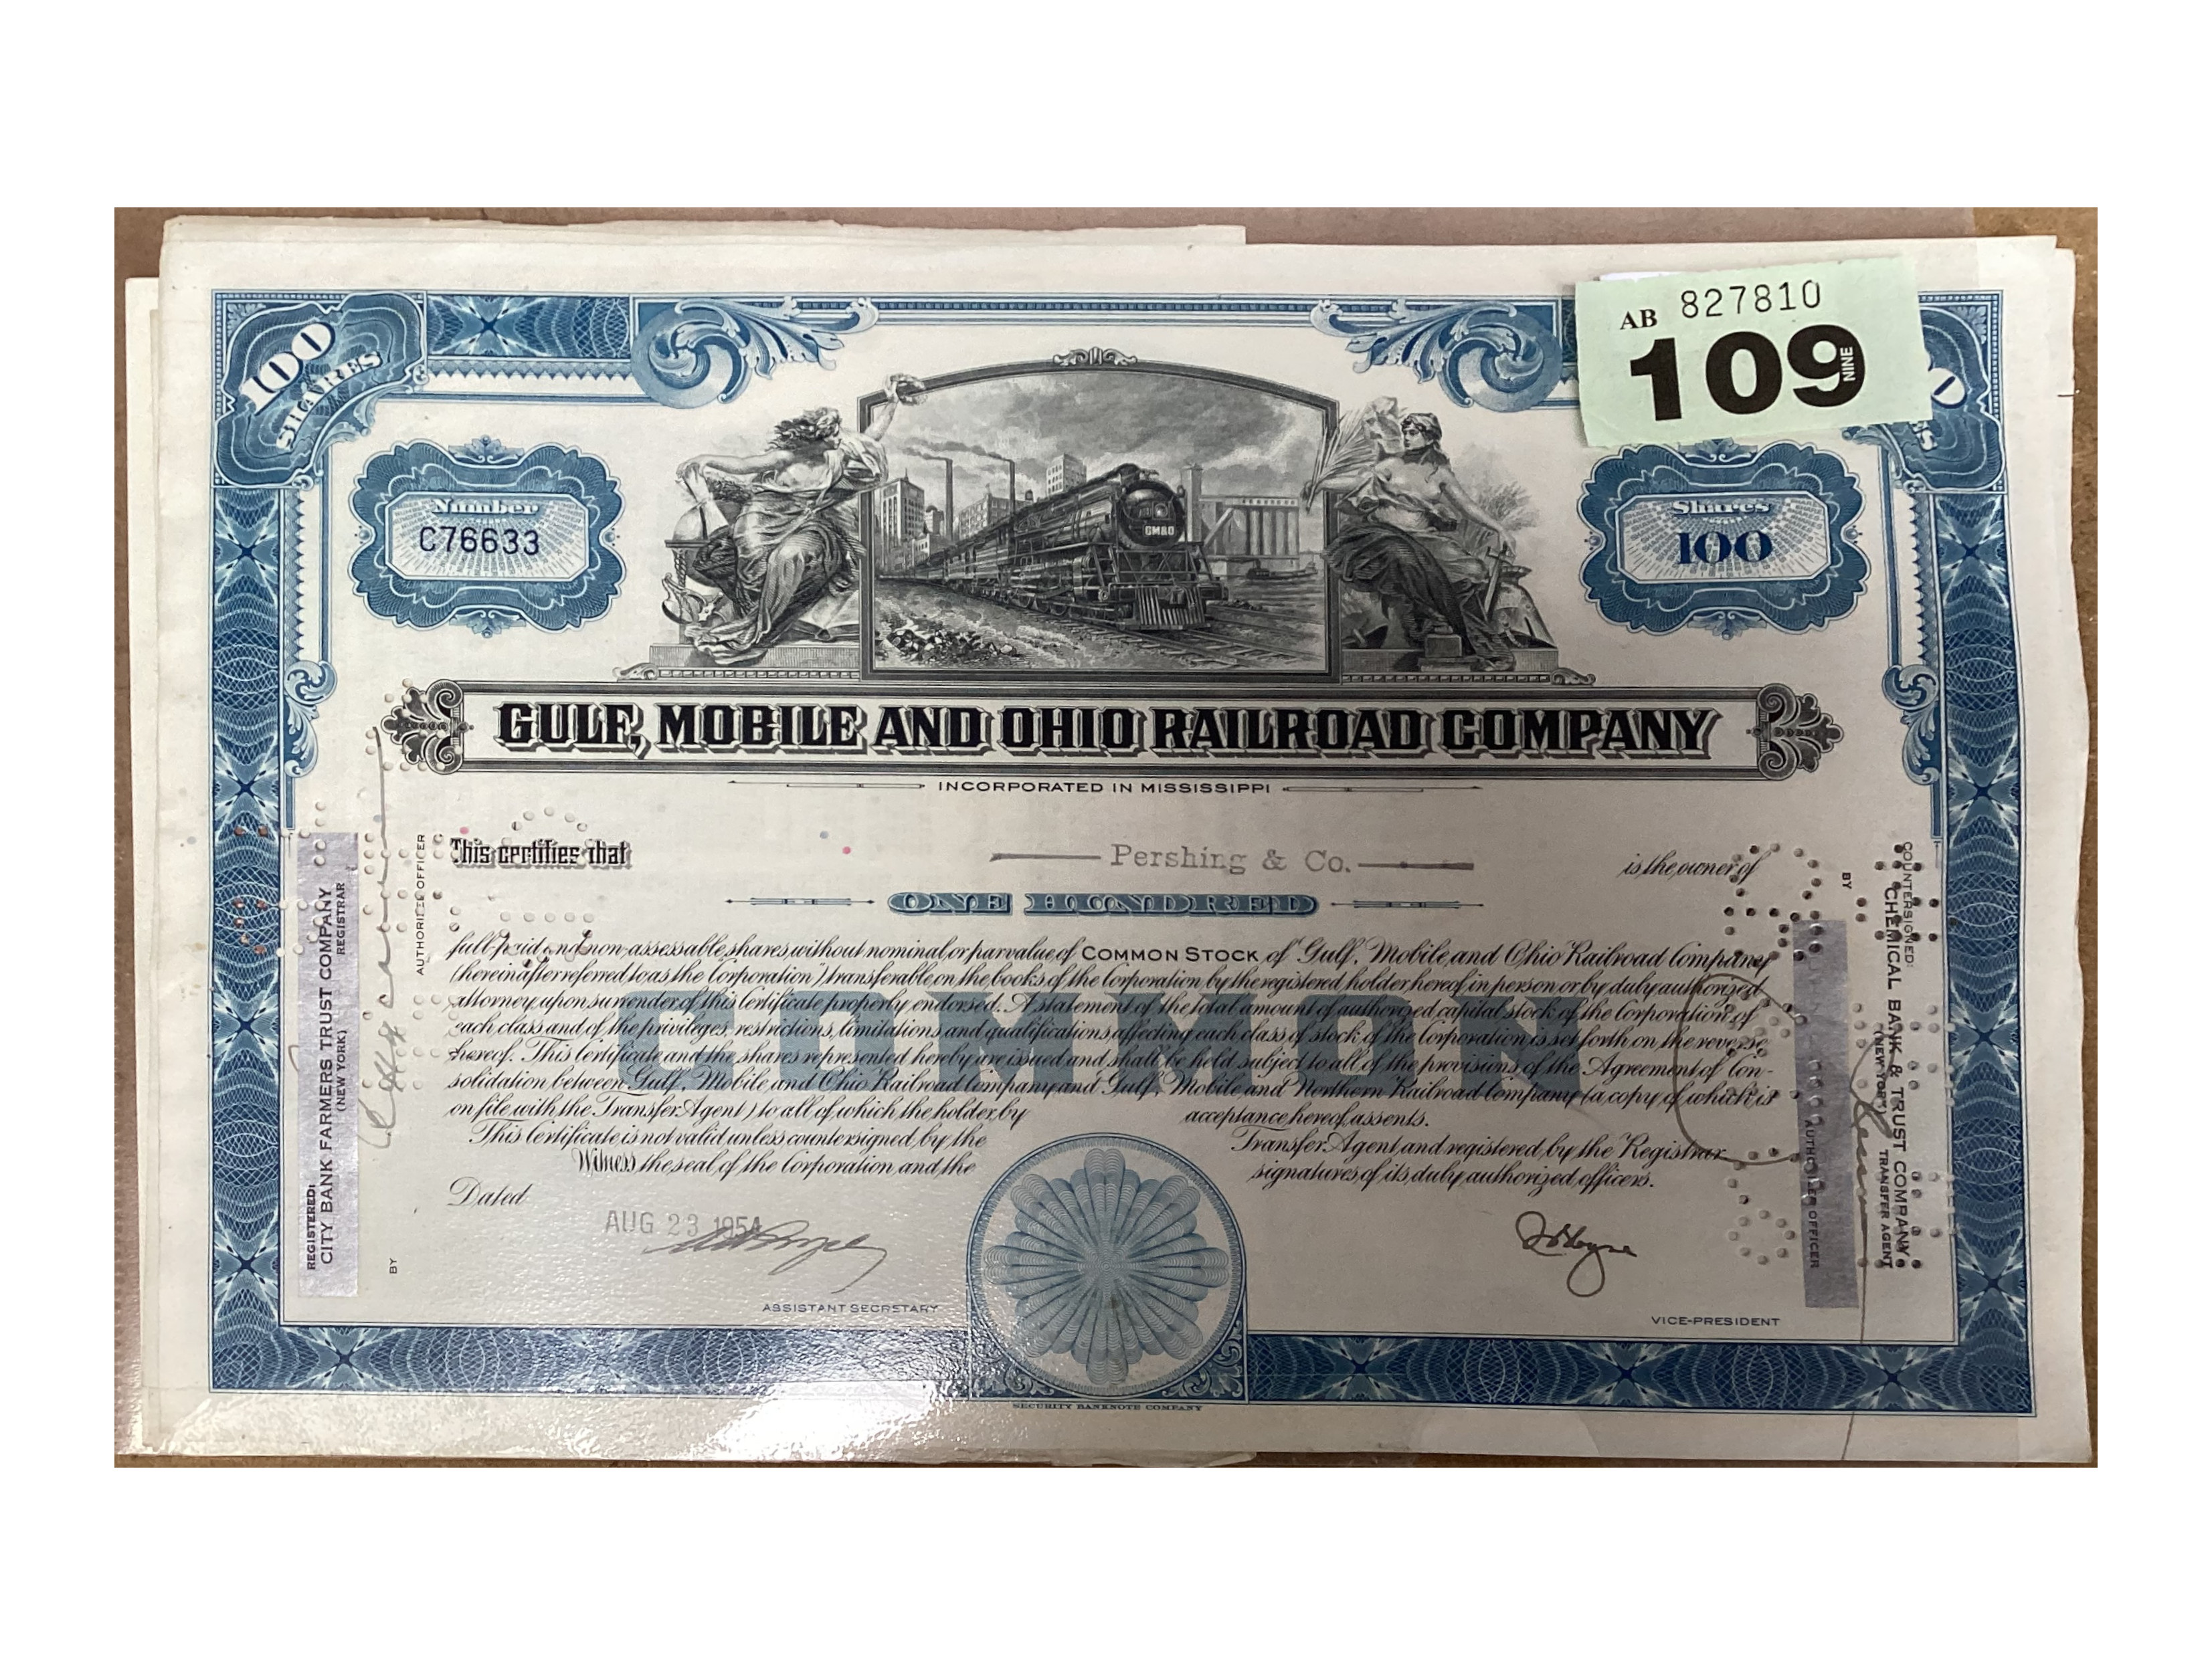 100
SHARES
AB 827810
109
NINE
Number
C76633
GM&O
Shares
100
GULF, MOBILE AND OHIO RAILROAD COMPANY
INCORPORATED IN MISSISSIPPI
This certifies that Pershing & Co. is the owner of
ONE HUNDRED
full-paid and non-assessable shares without nominal or par value of COMMON STOCK of Gulf, Mobile and Ohio Railroad Company
(hereinafter referred to as the Corporation) transferable on the books of the Corporation by the registered holder hereof in person or by duly authorized
attorney upon surrender of this Certificate properly endorsed. A statement of the total amount of authorized capital stock of the Corporation of
each class and of the privileges, restrictions, limitations and qualifications affecting each class of stock of the Corporation is set forth on the reverse
hereof. This Certificate and the shares represented hereby are issued and shall be held subject to all of the provisions of the Agreement of Con-
solidation between Gulf, Mobile and Ohio Railroad Company and Gulf, Mobile and Northern Railroad Company (a copy of which is
on file with the Transfer Agent) to all of which the holder, by acceptance hereof, assents.
This Certificate is not valid unless countersigned by the Transfer Agent and registered by the Registrar.
Witness the seal of the Corporation and the signatures of its duly authorized officers.
Dated
AUG 23 1954
ASSISTANT SECRETARY
VICE-PRESIDENT
SECURITY BANKNOTE COMPANY
REGISTERED:
CITY BANK FARMERS TRUST COMPANY
(NEW YORK) REGISTRAR
BY
AUTHORIZED OFFICER
COUNTERSIGNED:
CHEMICAL BANK & TRUST COMPANY
(NEW YORK) TRANSFER AGENT
BY
AUTHORIZED OFFICER